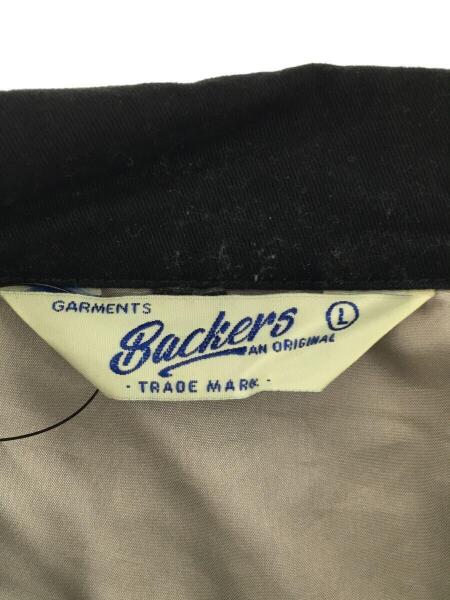 GARMENTS
Backers L
AN ORIGINAL
· TRADE MARK ·